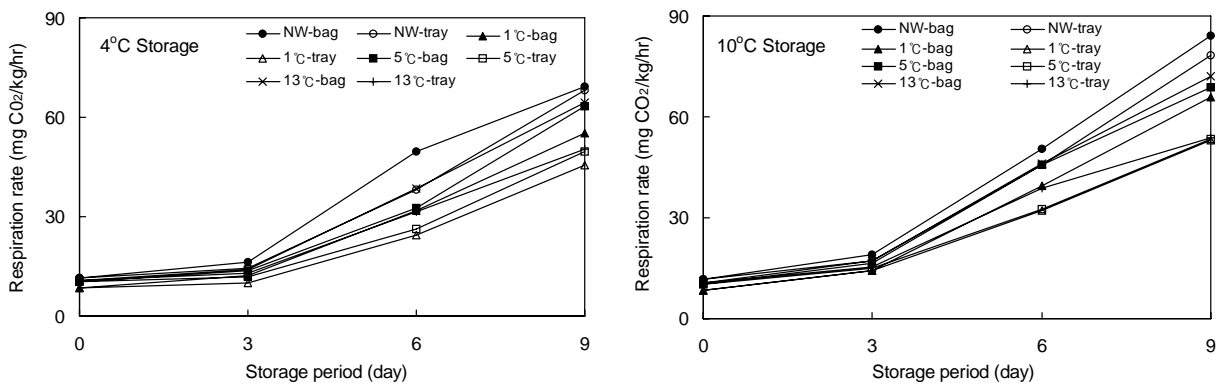 90
60
30
0
0
3
6
9
Respiration rate (mg C0₂/kg/hr)
Storage period (day)
4°C Storage
NW-bag
NW-tray
1℃-bag
1℃-tray
5℃-bag
5℃-tray
13℃-bag
13℃-tray
90
60
30
0
0
3
6
9
Respiration rate (mg CO₂/kg/hr)
Storage period (day)
10°C Storage
NW-bag
NW-tray
1℃-bag
1℃-tray
5℃-bag
5℃-tray
13℃-bag
13℃-tray